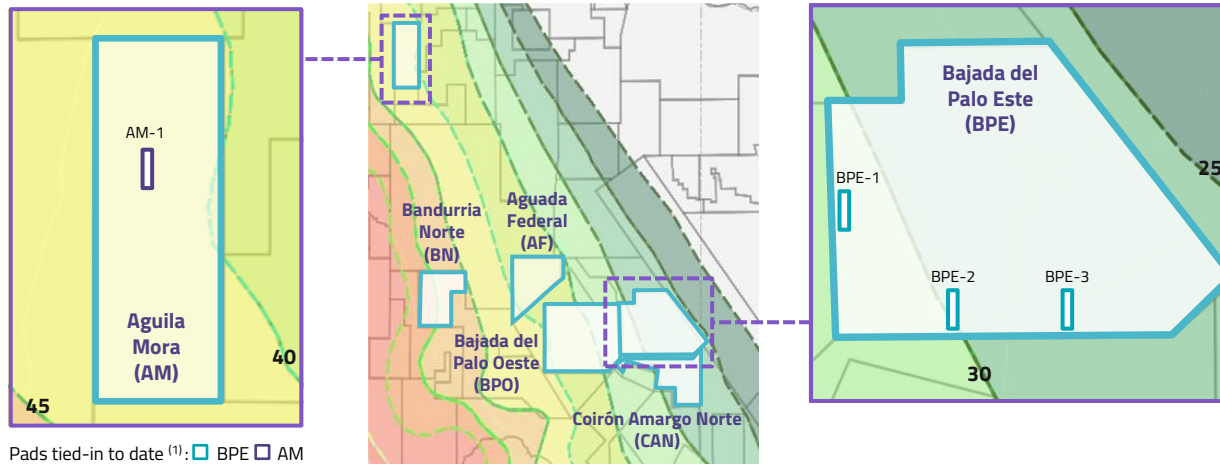 AM-1
Aguila
Mora
(AM)
40
45
Pads tied-in to date (1): BPE AM
Bandurria
Norte
(BN)
Aguada
Federal
(AF)
Bajada del
Palo Oeste
(BPO)
Coirón Amargo Norte
(CAN)
Bajada del
Palo Este
(BPE)
25
BPE-1
BPE-2
BPE-3
30